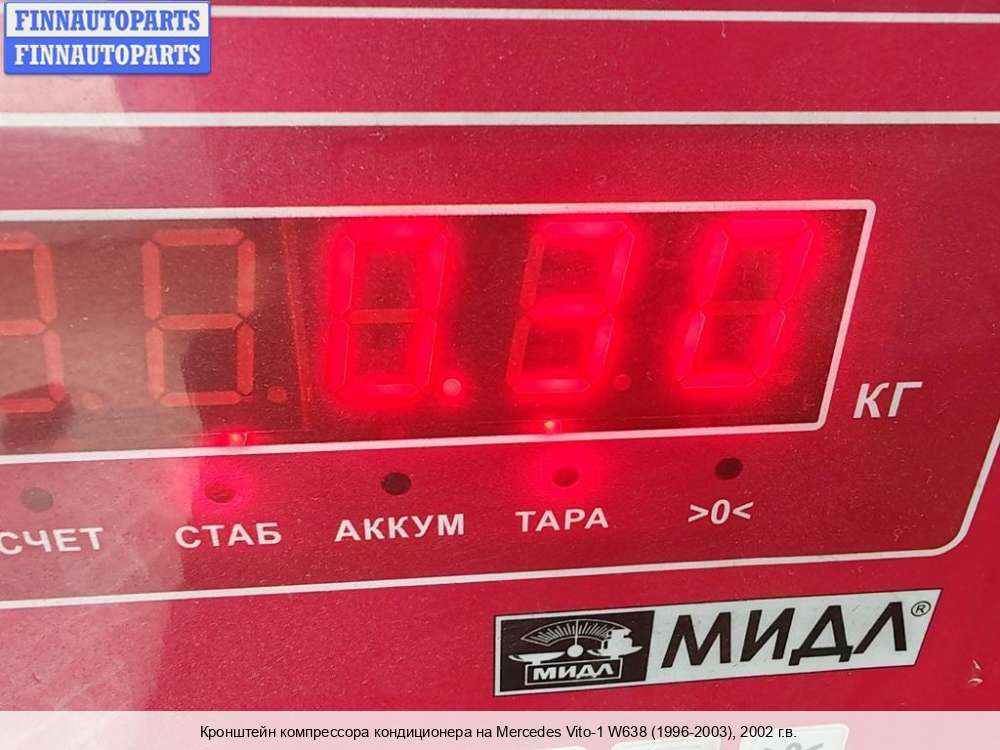 FINNAUTOPARTS
FINNAUTOPARTS
0.30
КГ
СЧЕТ СТАБ АККУМ ТАРА >0<
МИДЛ МИДЛ®
Кронштейн компрессора кондиционера на Mercedes Vito-1 W638 (1996-2003), 2002 г.в.